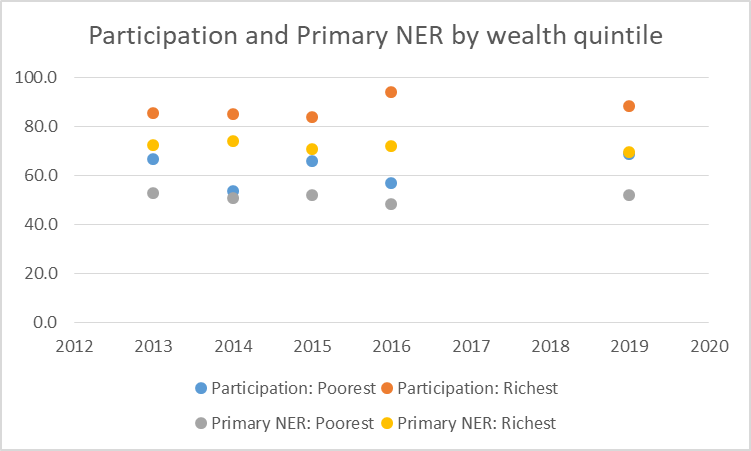 Participation and Primary NER by wealth quintile
100.0
80.0
60.0
40.0
20.0
0.0
2012 2013 2014 2015 2016 2017 2018 2019 2020
Participation: Poorest Participation: Richest
Primary NER: Poorest Primary NER: Richest